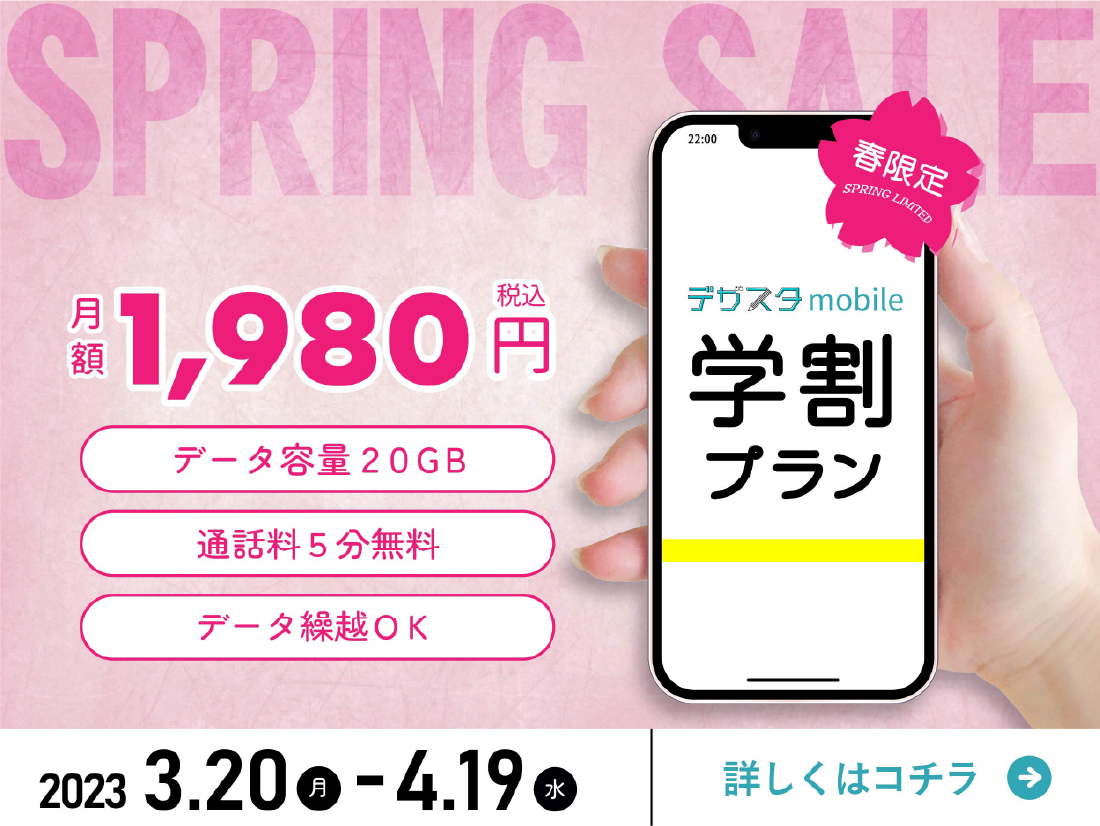 SPRING SALE
22:00
春限定
SPRING LIMITED
月額1,980円
税込
データ容量20GB
通話料5分無料
データ繰越OK
デザスタmobile
学割
プラン
2023 3.20月-4.19水
詳しくはコチラ